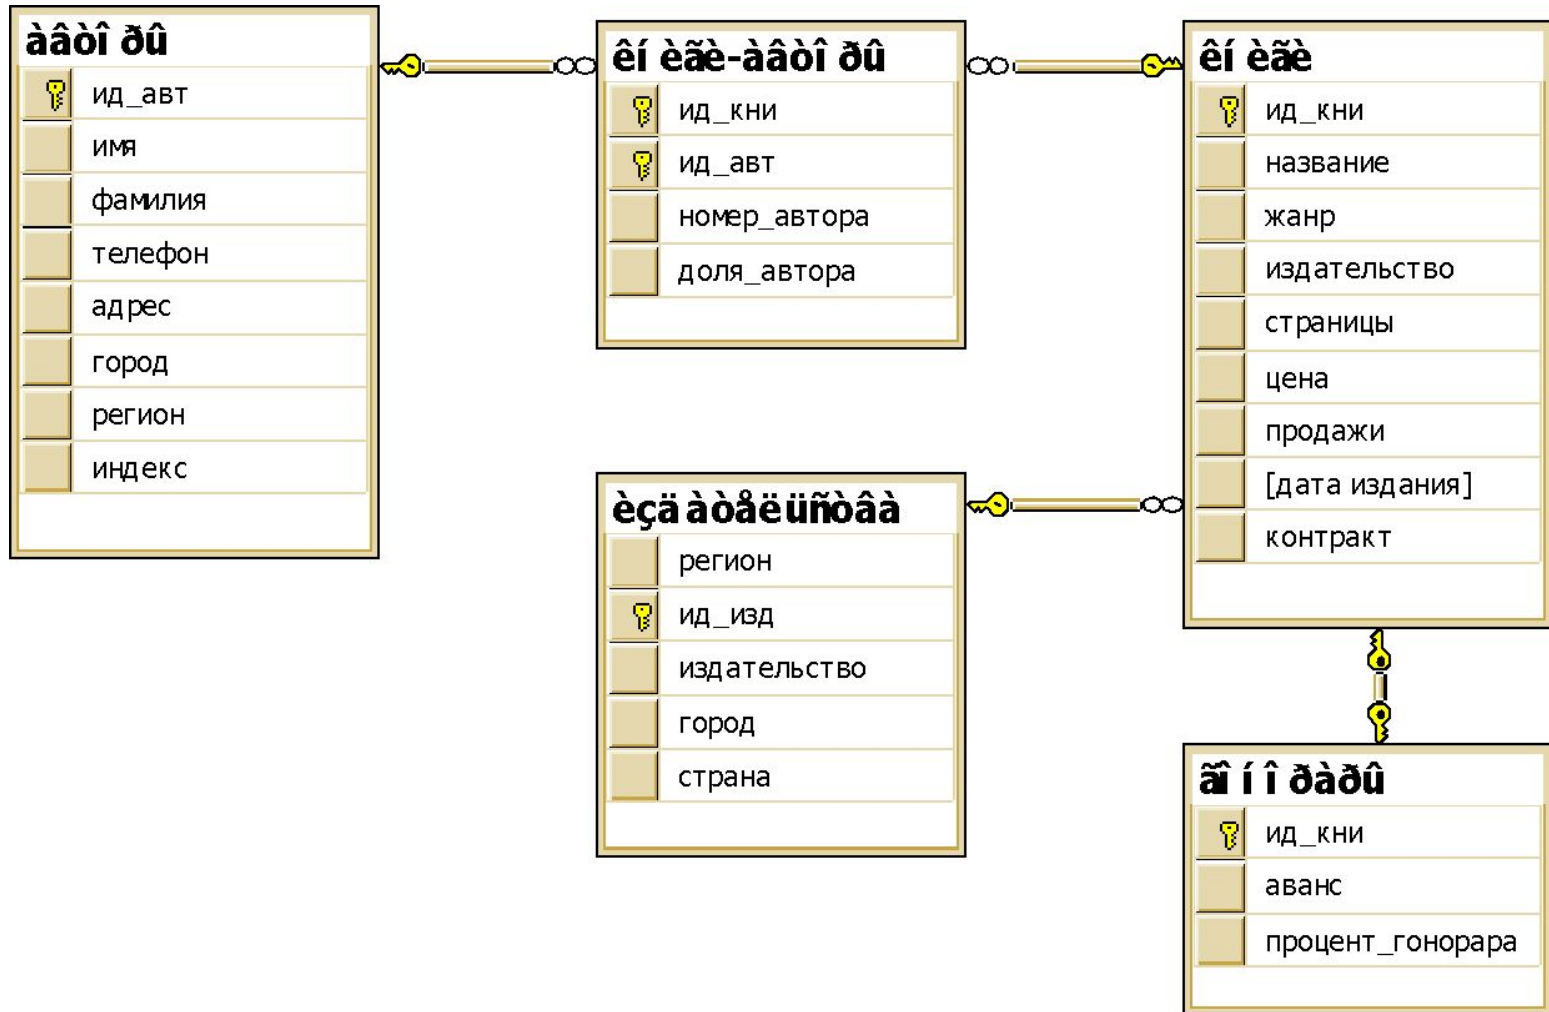 àâòî ðû
ид_авт
имя
фамилия
телефон
адрес
город
регион
индекс
êí èãè-àâòî ðû
ид_кни
ид_авт
номер_автора
доля_автора
êí èãè
ид_кни
название
жанр
издательство
страницы
цена
продажи
[дата издания]
контракт
èçä àòåëüñòâà
регион
ид_изд
издательство
город
страна
ãî í î ðàðû
ид_кни
аванс
процент_гонорара